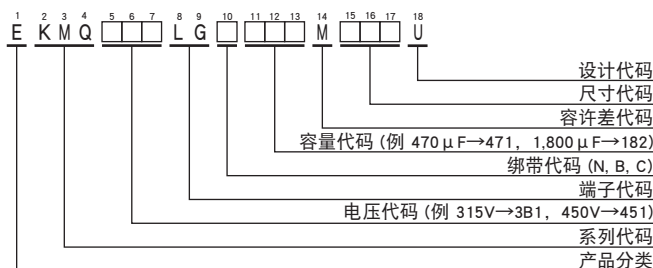 1 2 3 4 5 6 7 8 9 10 11 12 13 14 15 16 17 18
E K M Q □□□ L G □ □□□ M □□□ U
设计代码
尺寸代码
容许差代码
容量代码 (例 470μF→471, 1,800μF→182)
绑带代码 (N, B, C)
端子代码
电压代码 (例 315V→3B1, 450V→451)
系列代码
产品分类